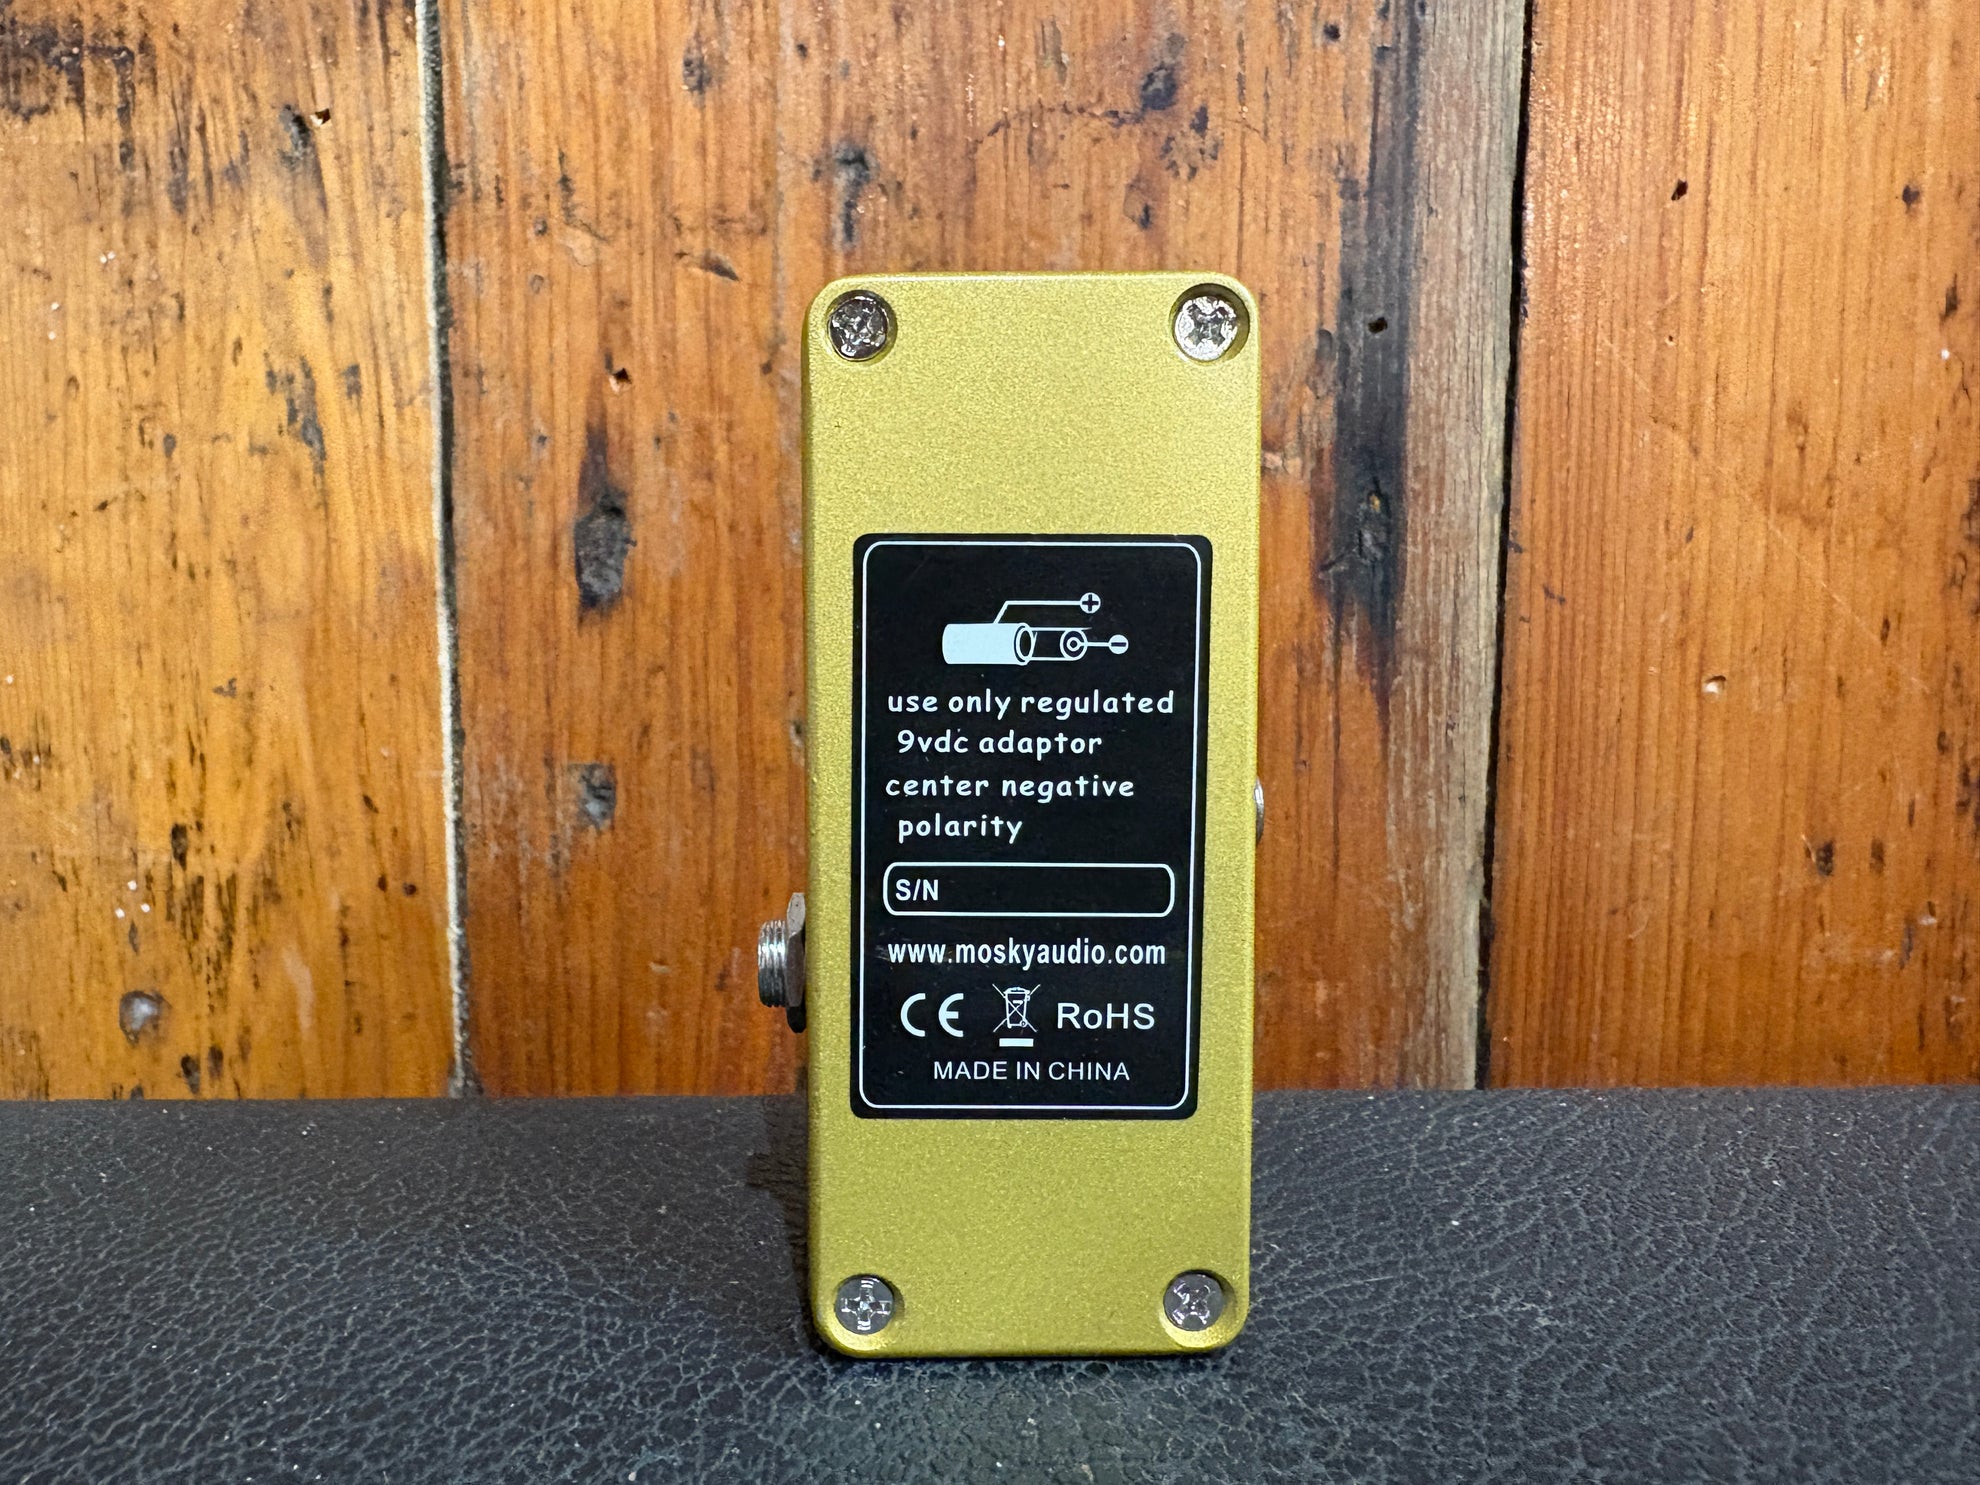 use only regulated
9vdc adaptor
center negative
polarity
S/N
www.moskyaudio.com
CE RoHS
MADE IN CHINA